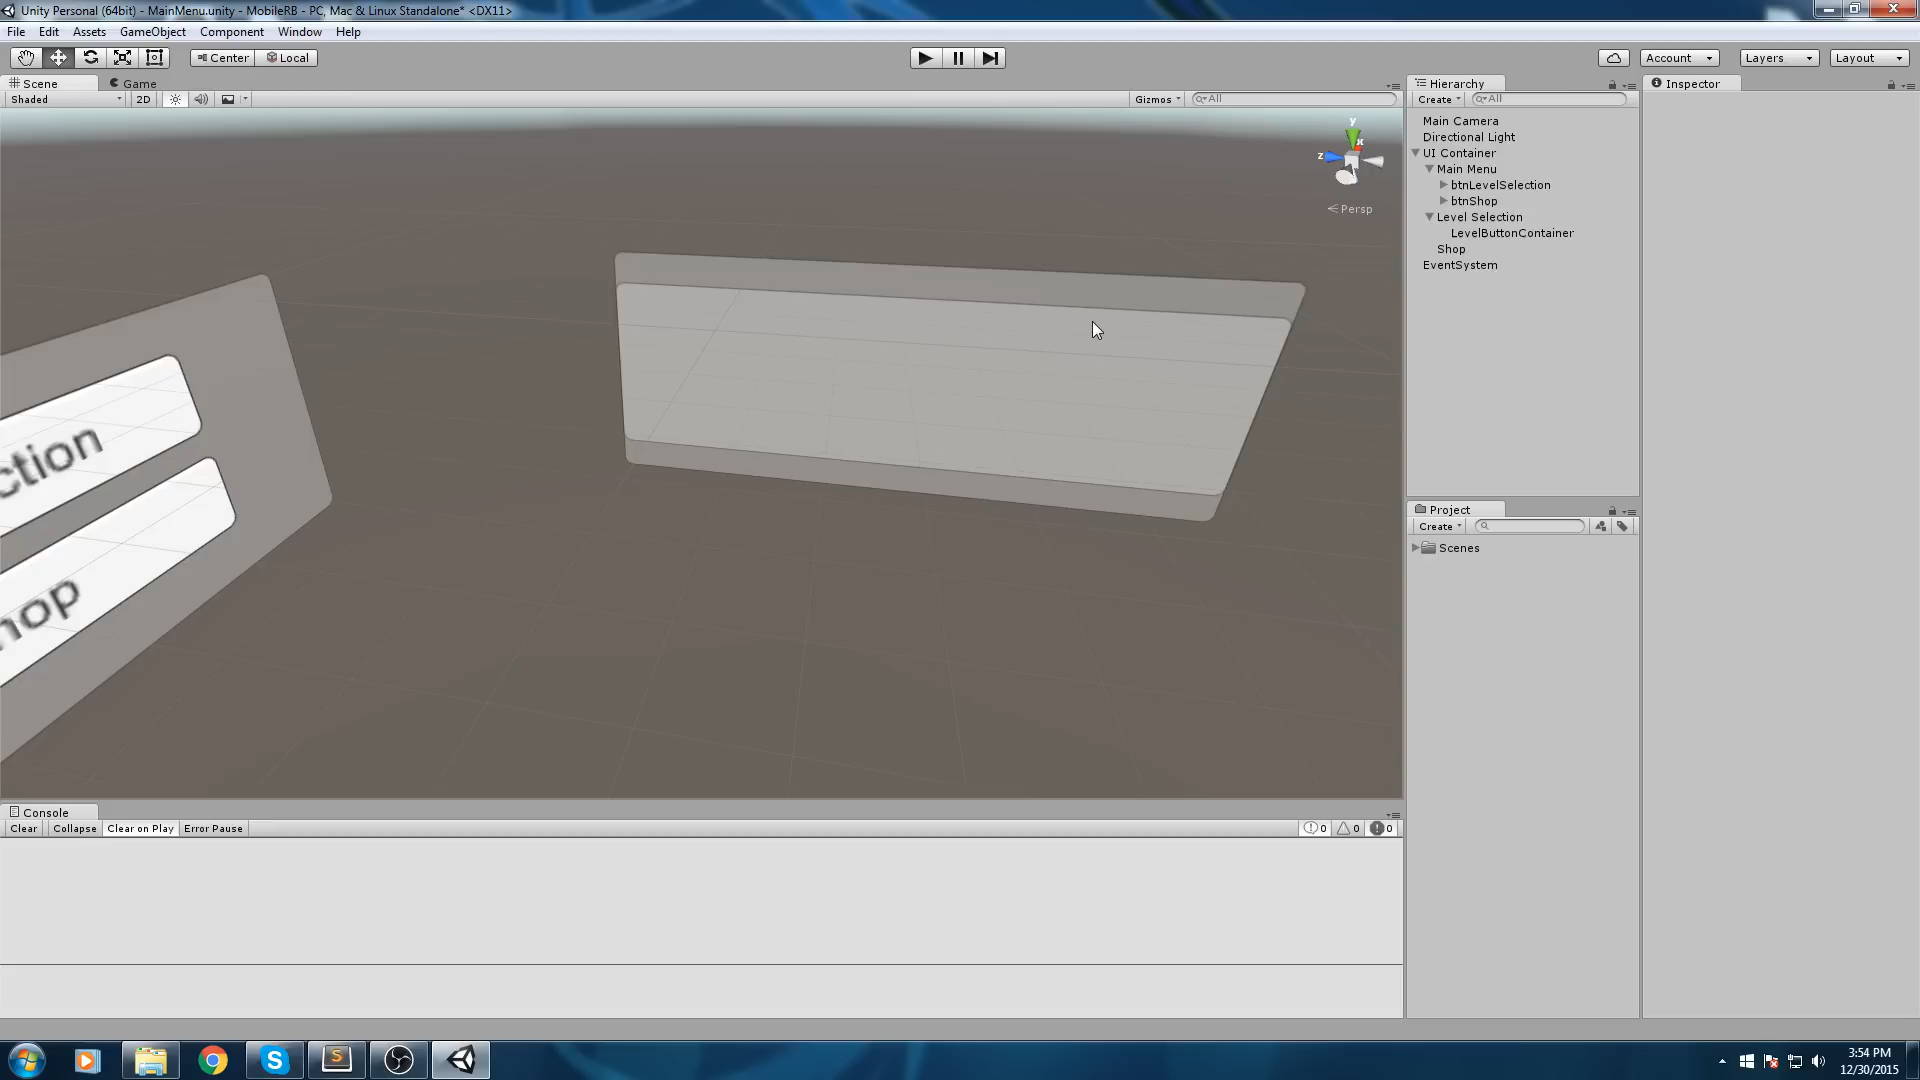 Unity Personal (64bit) - MainMenu.unity - MobileRB - PC, Mac & Linux Standalone* <DX11>
File Edit Assets GameObject Component Window Help
Center Local Account Layers Layout
Scene Game
Shaded 2D Gizmos All
y
x
z
Persp
ction
hop
Hierarchy
Create All
Main Camera
Directional Light
UI Container
Main Menu
btnLevelSelection
btnShop
Level Selection
LevelButtonContainer
Shop
EventSystem
Inspector
Project
Create
Scenes
Console
Clear Collapse Clear on Play Error Pause 0 0 0
3:54 PM
12/30/2015